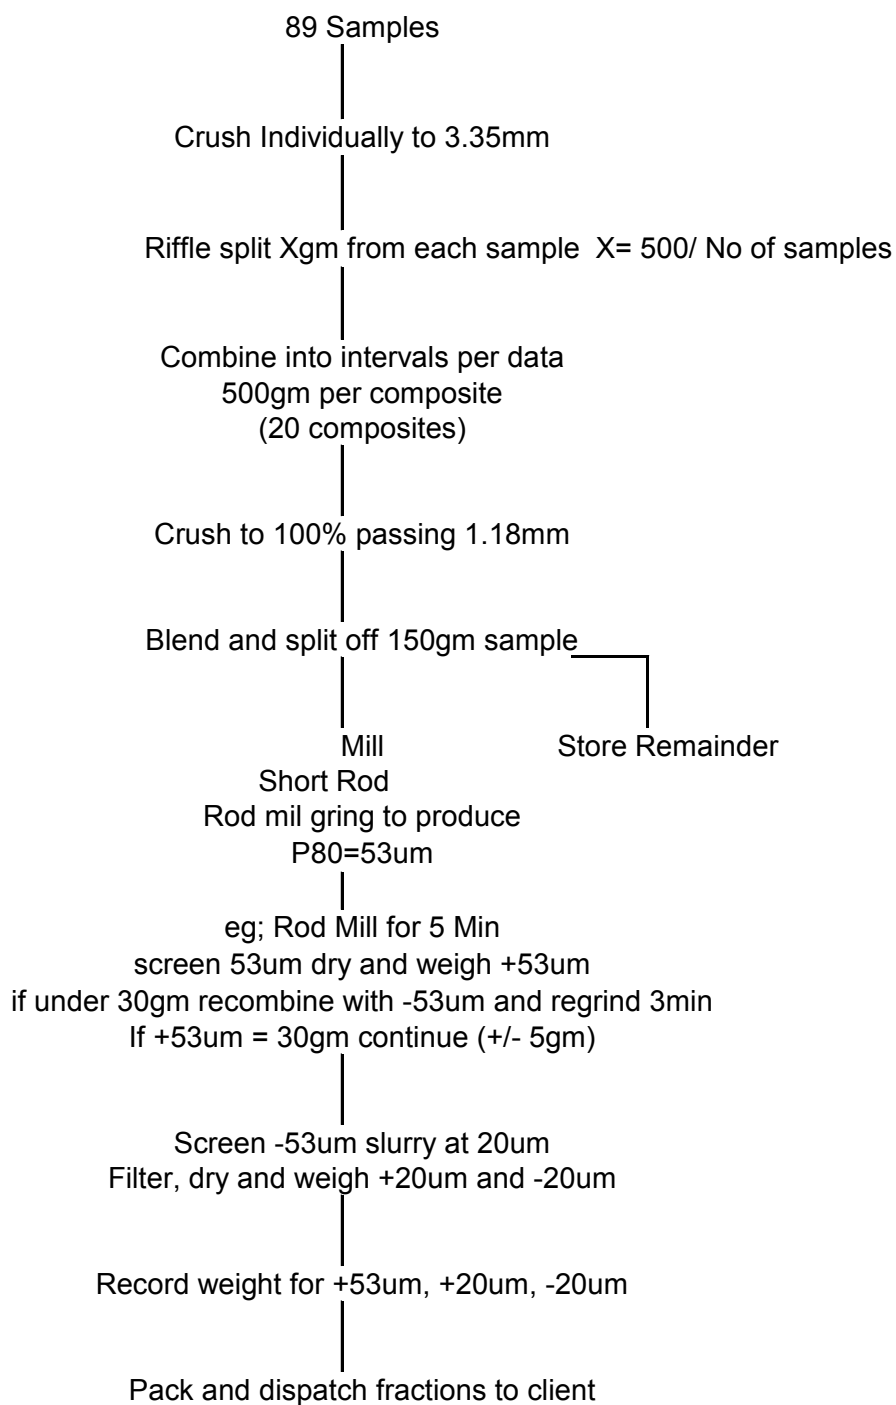 89 Samples
Crush Individually to 3.35mm
Riffle split Xgm from each sample  X= 500/ No of samples
Combine into intervals per data
500gm per composite
(20 composites)
Crush to 100% passing 1.18mm
Blend and split off 150gm sample
Mill
Store Remainder
Short Rod
Rod mil gring to produce
P80=53um
eg; Rod Mill for 5 Min
screen 53um dry and weigh +53um
if under 30gm recombine with -53um and regrind 3min
If +53um = 30gm continue (+/- 5gm)
Screen -53um slurry at 20um
Filter, dry and weigh +20um and -20um
Record weight for +53um, +20um, -20um
Pack and dispatch fractions to client